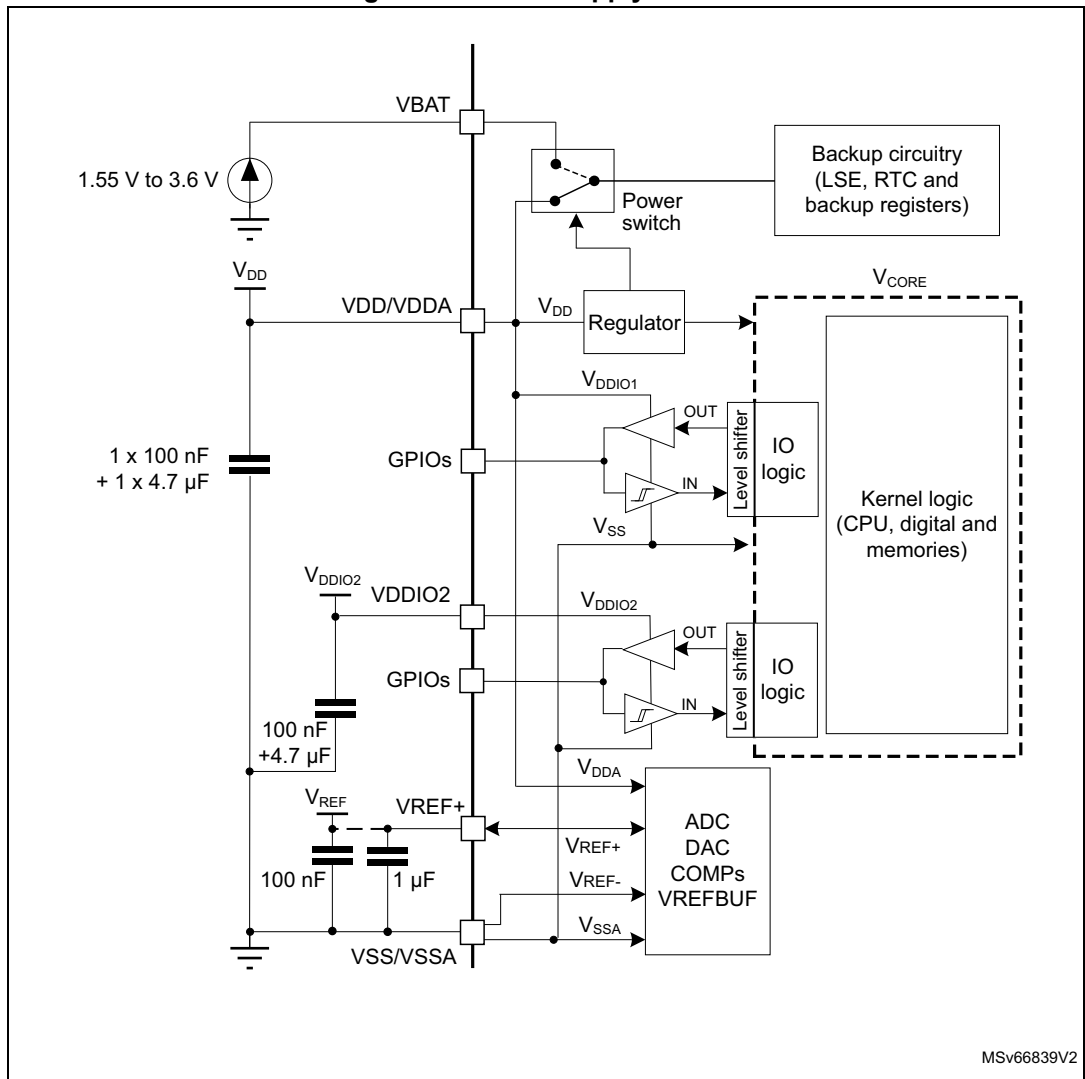 VBAT
1.55 V to 3.6 V
Power
switch
Backup circuitry
(LSE, RTC and
backup registers)
VDD
VDD/VDDA
VDD
Regulator
VCORE
VDDIO1
OUT
Level shifter
IO
logic
1 x 100 nF
+ 1 x 4.7 µF
GPIOs
IN
Kernel logic
(CPU, digital and
memories)
VSS
VDDIO2
VDDIO2
VDDIO2
OUT
Level shifter
IO
logic
GPIOs
IN
100 nF
+4.7 µF
VDDA
VREF
VREF+
VREF+
ADC
DAC
COMPs
VREFBUF
100 nF
1 µF
VREF-
VSSA
VSS/VSSA
MSv66839V2